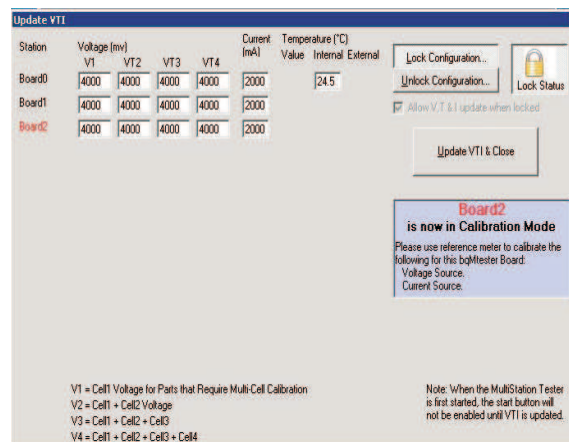 Update VTI
Station
Voltage (mv)
Current (mA)
Temperature (°C)
V1 VT2 VT3 VT4
Value Internal External
Board0 4000 4000 4000 4000 2000 24.5
Board1 4000 4000 4000 4000 2000
Board2 4000 4000 4000 4000 2000
Lock Configuration...
Unlock Configuration...
Lock Status
Allow V,T & I update when locked
Update VTI & Close
Board2
is now in Calibration Mode
Please use reference meter to calibrate the
following for this bqMtester Board:
Voltage Source.
Current Source.
V1 = Cell1 Voltage for Parts that Require Multi-Cell Calibration
V2 = Cell1 + Cell2 Voltage
V3 = Cell1 + Cell2 + Cell3
V4 = Cell1 + Cell2 + Cell3 + Cell4
Note: When the MultiStation Tester
is first started, the start button will
not be enabled until VTI is updated.